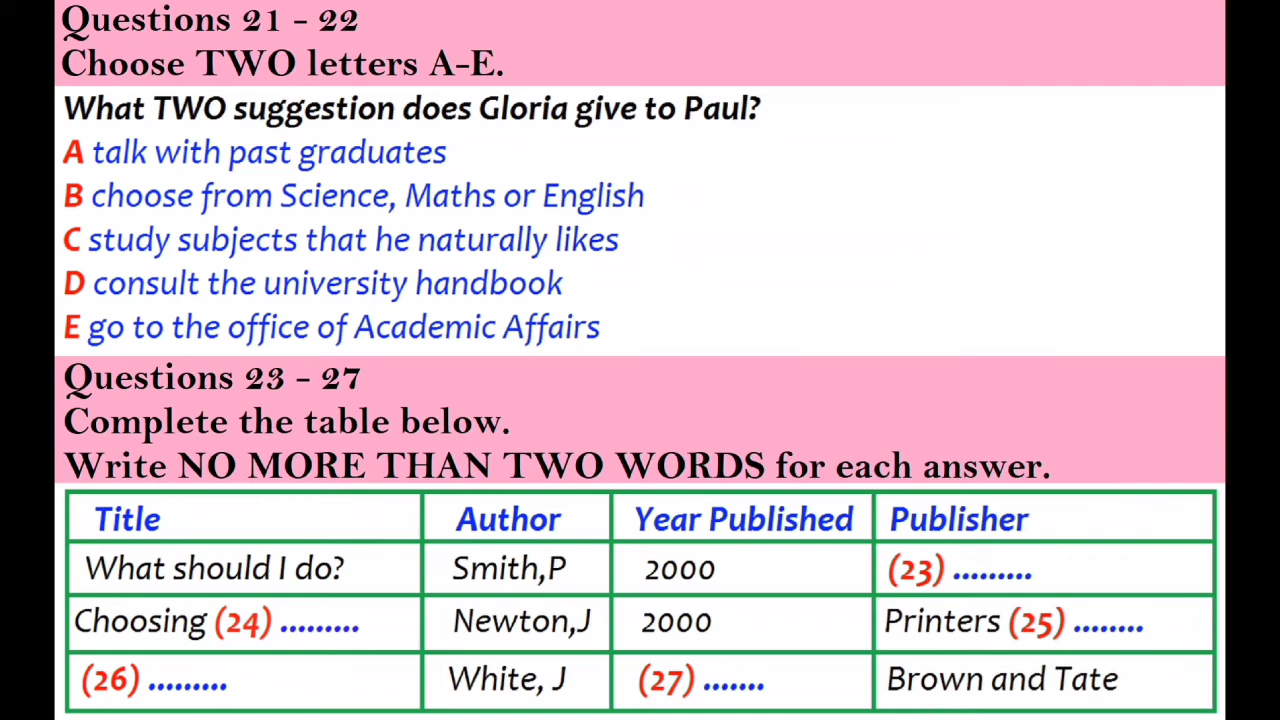 Questions 21 - 22
Choose TWO letters A-E.
What TWO suggestion does Gloria give to Paul?
A talk with past graduates
B choose from Science, Maths or English
C study subjects that he naturally likes
D consult the university handbook
E go to the office of Academic Affairs
Questions 23 - 27
Complete the table below.
Write NO MORE THAN TWO WORDS for each answer.
Title Author Year Published Publisher
What should I do? Smith,P 2000 (23) .........
Choosing (24) ......... Newton,J 2000 Printers (25) ........
(26) ......... White, J (27) ....... Brown and Tate